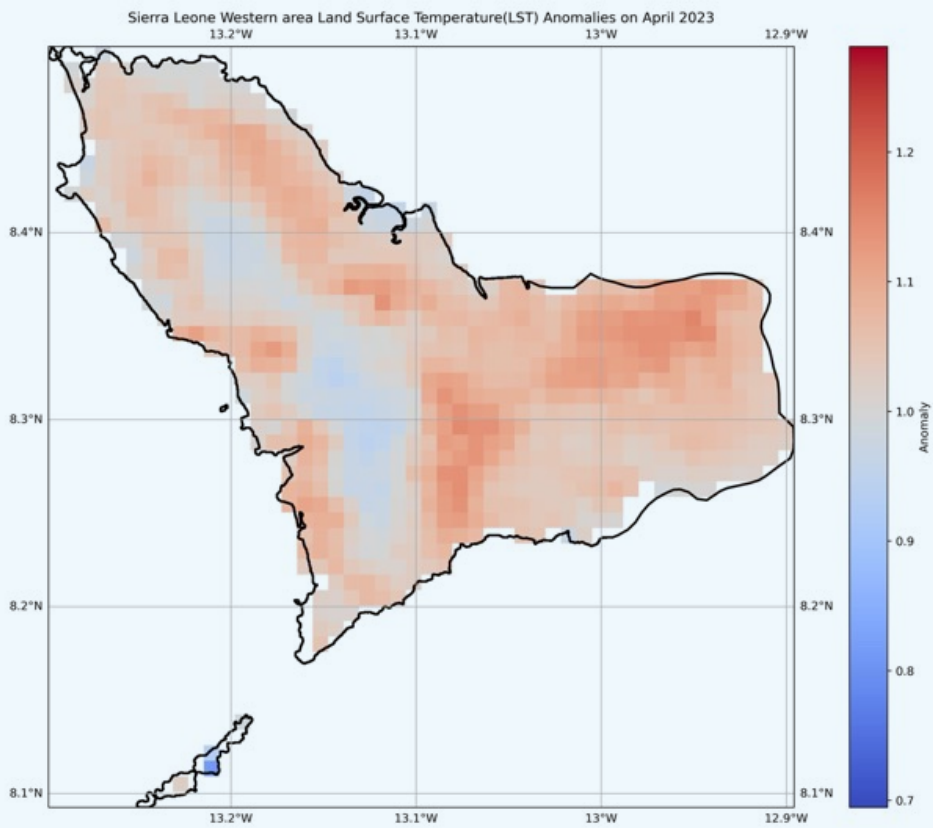 Sierra Leone Western area Land Surface Temperature(LST) Anomalies on April 2023
13.2°W 13.1°W 13°W 12.9°W
1.2
8.4°N 8.4°N
1.1
1.0
8.3°N 8.3°N
Anomaly
0.9
8.2°N 8.2°N
0.8
8.1°N 8.1°N
0.7
13.2°W 13.1°W 13°W 12.9°W